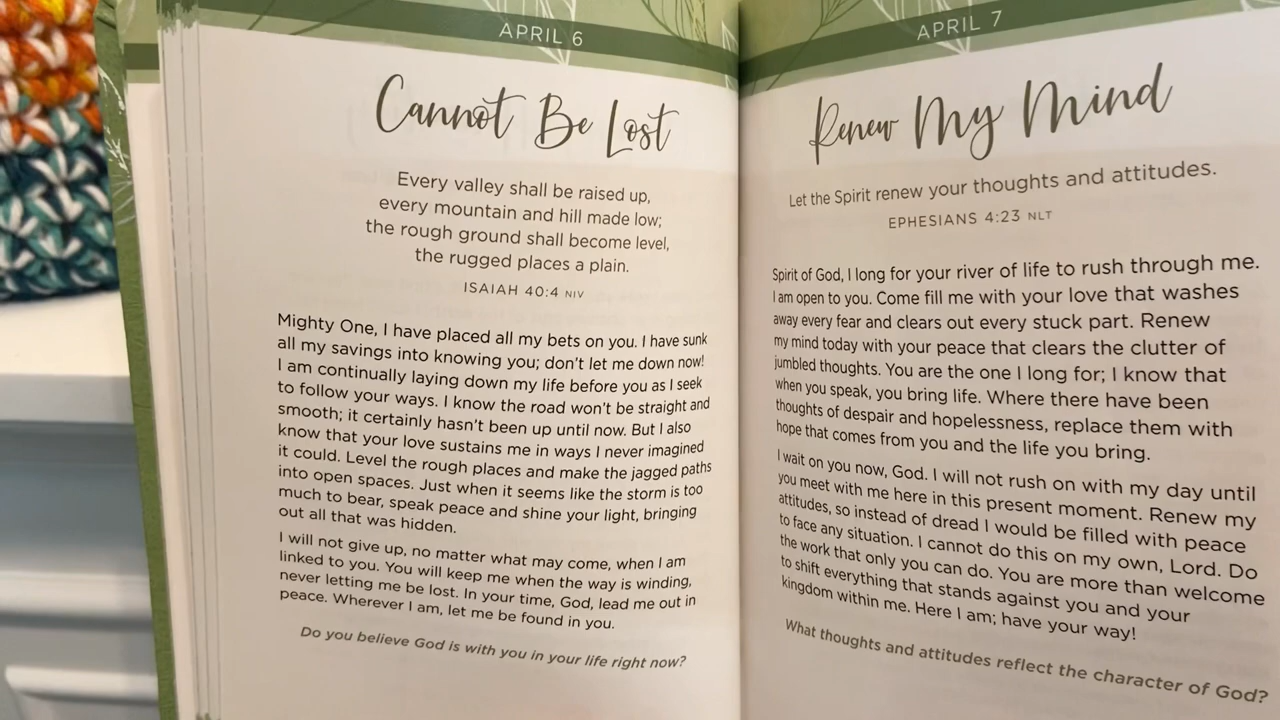 APRIL 6
Cannot Be Lost
Every valley shall be raised up,
every mountain and hill made low;
the rough ground shall become level,
the rugged places a plain.
ISAIAH 40:4 NIV
Mighty One, I have placed all my bets on you. I have sunk
all my savings into knowing you; don't let me down now!
I am continually laying down my life before you as I seek
to follow your ways. I know the road won't be straight and
smooth; it certainly hasn't been up until now. But I also
know that your love sustains me in ways I never imagined
it could. Level the rough places and make the jagged paths
into open spaces. Just when it seems like the storm is too
much to bear, speak peace and shine your light, bringing
out all that was hidden.
I will not give up, no matter what may come, when I am
linked to you. You will keep me when the way is winding,
never letting me be lost. In your time, God, lead me out in
peace. Wherever I am, let me be found in you.
Do you believe God is with you in your life right now?
APRIL 7
Renew My Mind
Let the Spirit renew your thoughts and attitudes.
EPHESIANS 4:23 NLT
Spirit of God, I long for your river of life to rush through me.
I am open to you. Come fill me with your love that washes
away every fear and clears out every stuck part. Renew
my mind today with your peace that clears the clutter of
jumbled thoughts. You are the one I long for; I know that
when you speak, you bring life. Where there have been
thoughts of despair and hopelessness, replace them with
hope that comes from you and the life you bring.
I wait on you now, God. I will not rush on with my day until
you meet with me here in this present moment. Renew my
attitudes, so instead of dread I would be filled with peace
to face any situation. I cannot do this on my own, Lord. Do
the work that only you can do. You are more than welcome
to shift everything that stands against you and your
kingdom within me. Here I am; have your way!
What thoughts and attitudes reflect the character of God?